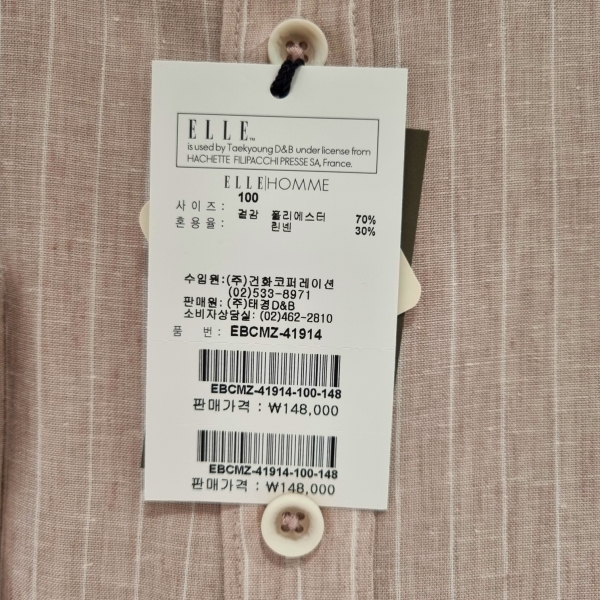 ELLE™
is used by Taekyoung D&B under license from
HACHETTE FILIPACCHI PRESSE SA, France.
ELLE|HOMME
사이즈 : 100
혼용율 : 겉감 폴리에스터 70%
린넨 30%
수입원:(주)건화코퍼레이션
(02)533-8971
판매원: (주)태경D&B
소비자상담실: (02)462-2810
품 번: EBCMZ-41914
EBCMZ-41914-100-148
판매가격 : ₩148,000
EBCMZ-41914-100-148
판매가격 : ₩148,000